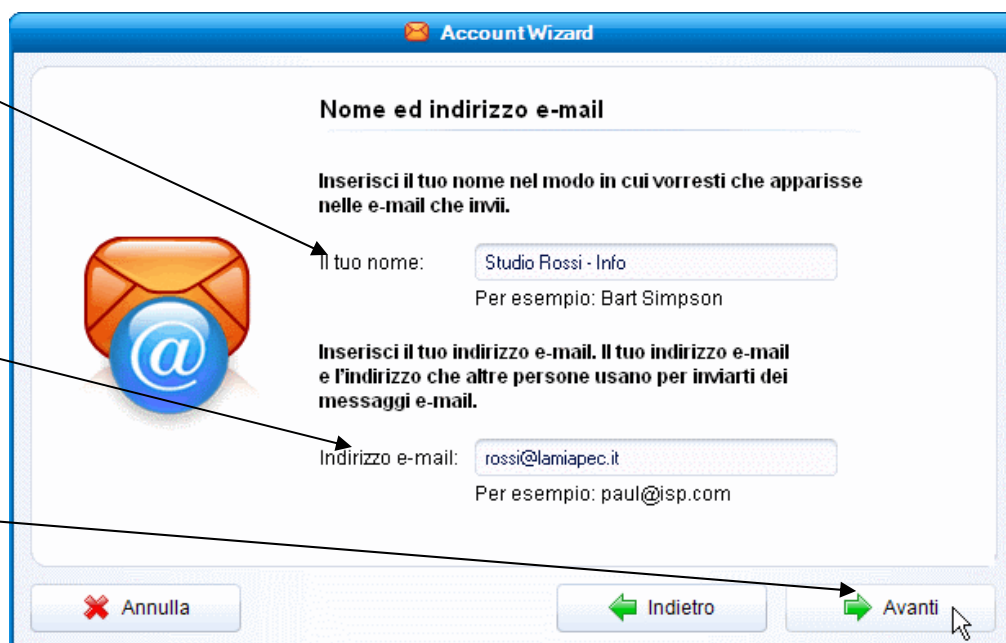 Account Wizard
Nome ed indirizzo e-mail
Inserisci il tuo nome nel modo in cui vorresti che apparisse
nelle e-mail che invii.
Il tuo nome: Studio Rossi - Info
Per esempio: Bart Simpson
Inserisci il tuo indirizzo e-mail. Il tuo indirizzo e-mail
e l'indirizzo che altre persone usano per inviarti dei
messaggi e-mail.
Indirizzo e-mail: rossi@lamiapec.it
Per esempio: paul@isp.com
Annulla Indietro Avanti